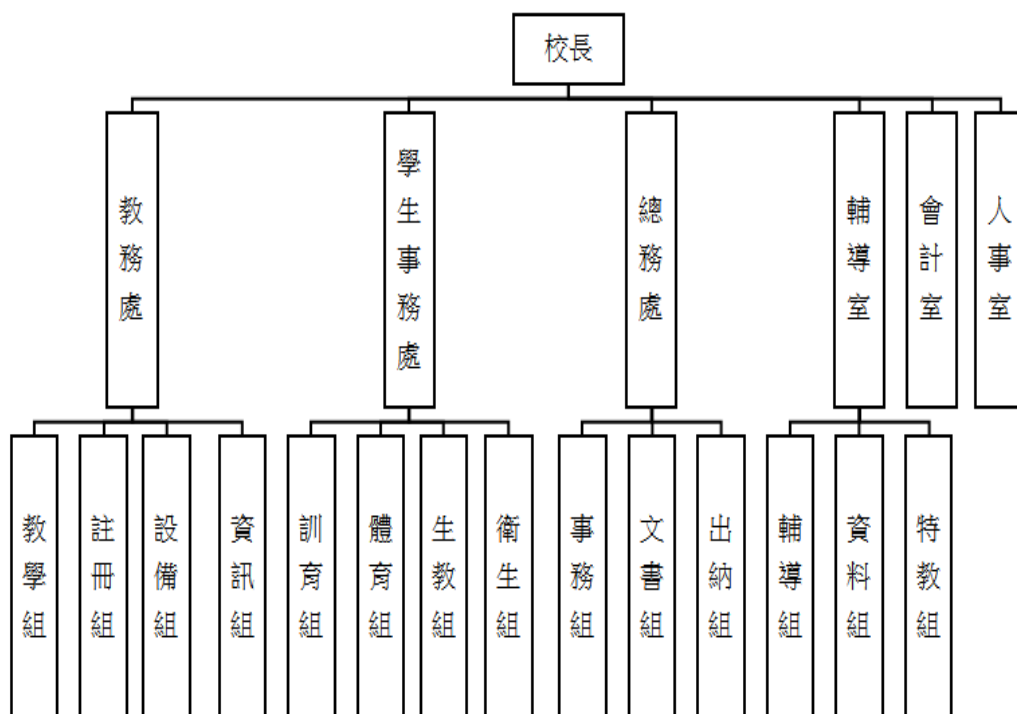 校長
教務處
學生事務處
總務處
輔導室
會計室
人事室
教學組
註冊組
設備組
資訊組
訓育組
體育組
生教組
衛生組
事務組
文書組
出納組
輔導組
資料組
特教組